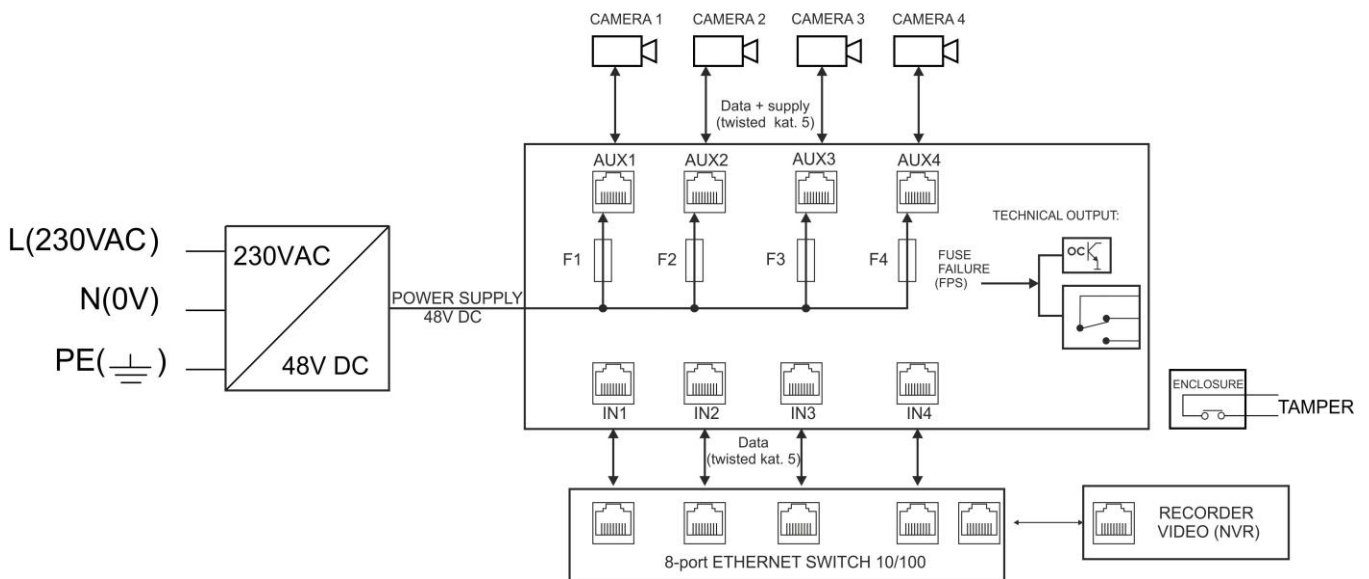 CAMERA 1
CAMERA 2
CAMERA 3
CAMERA 4
Data + supply
(twisted kat. 5)
AUX1
AUX2
AUX3
AUX4
TECHNICAL OUTPUT:
L(230VAC)
N(0V)
PE( )
230VAC
48V DC
POWER SUPPLY
48V DC
F1
F2
F3
F4
FUSE
FAILURE
(FPS)
OC
IN1
IN2
IN3
IN4
ENCLOSURE
TAMPER
Data
(twisted kat. 5)
8-port ETHERNET SWITCH 10/100
RECORDER
VIDEO (NVR)